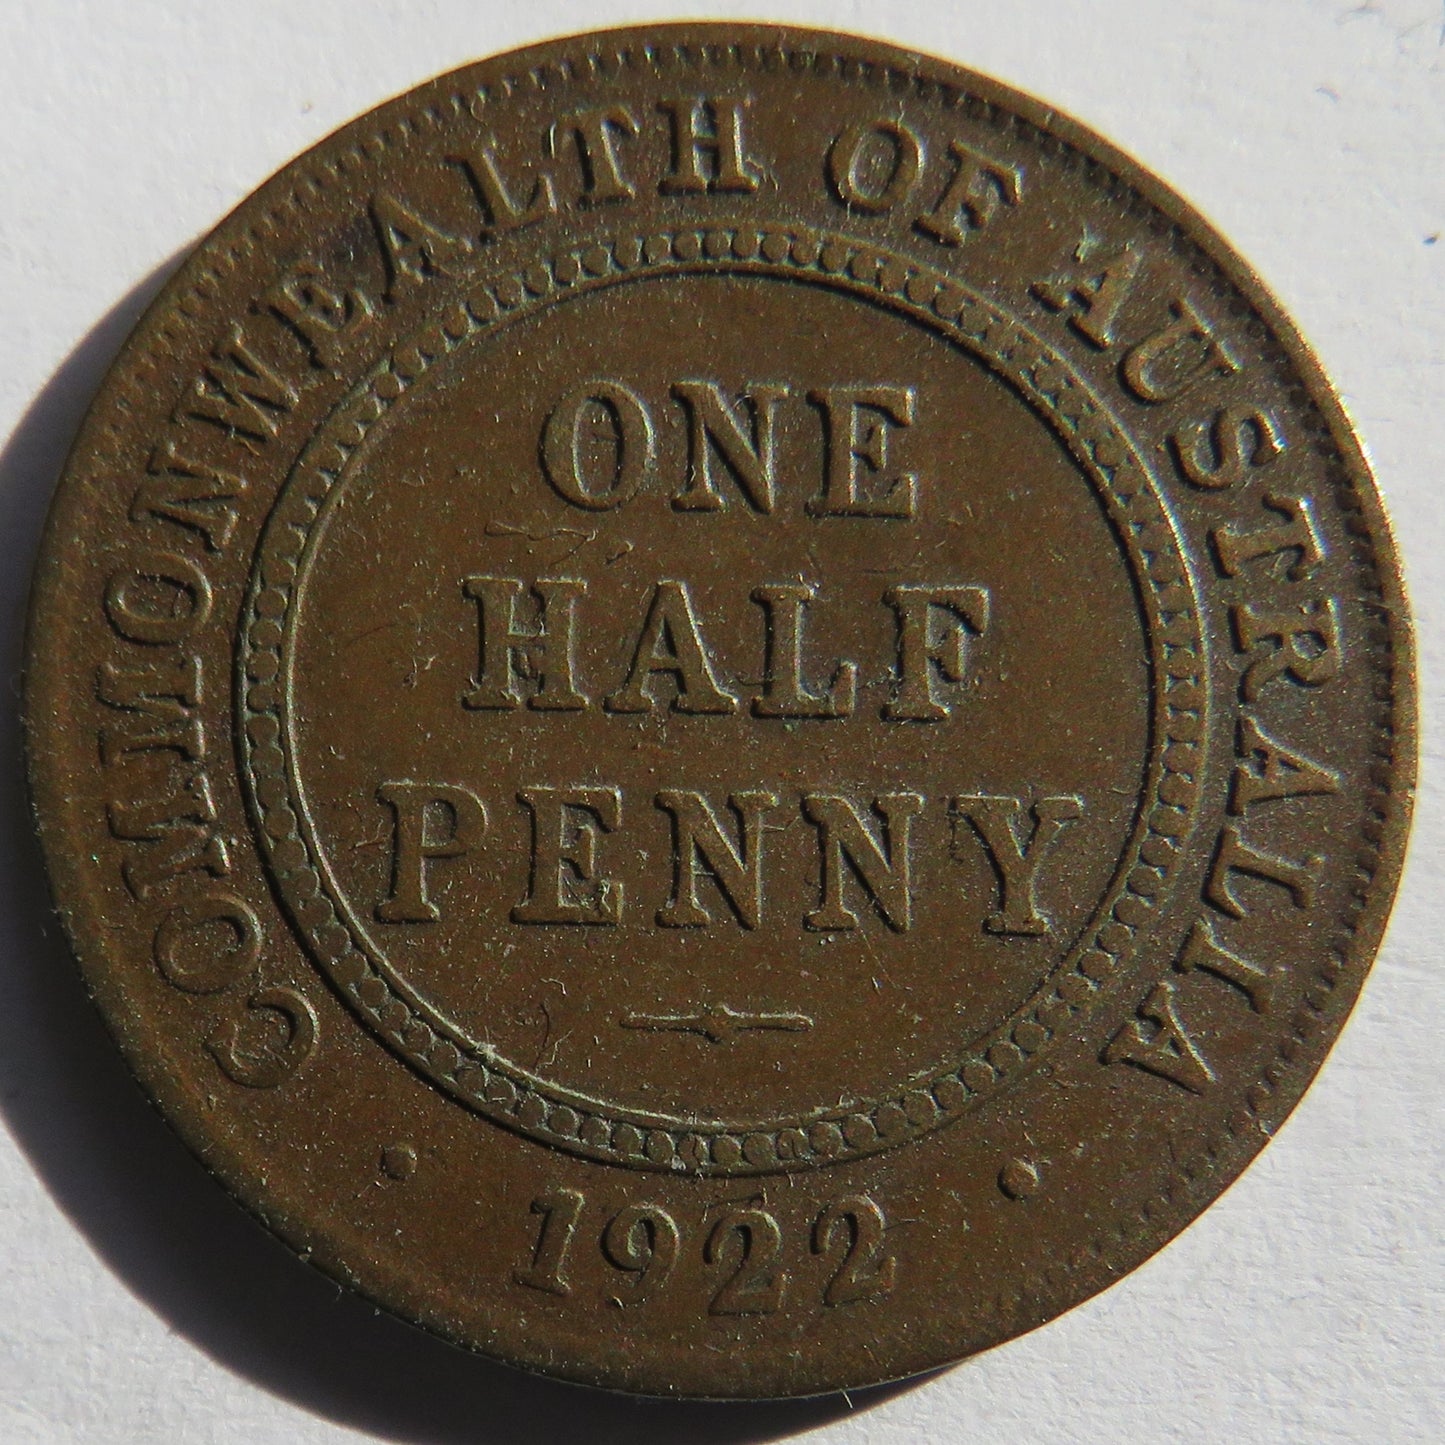 COMMONWEALTH OF AUSTRALIA
ONE
HALF
PENNY
1922